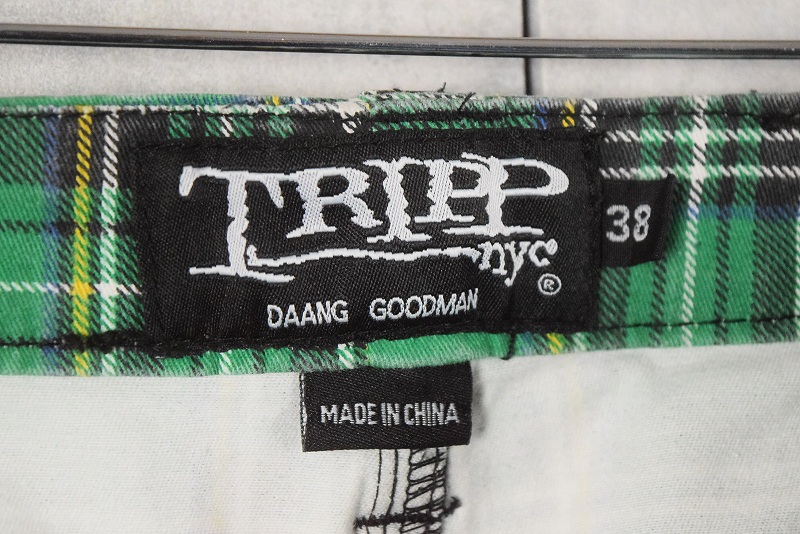 TRIPP
nyc ®
DAANG GOODMAN
38
MADE IN CHINA